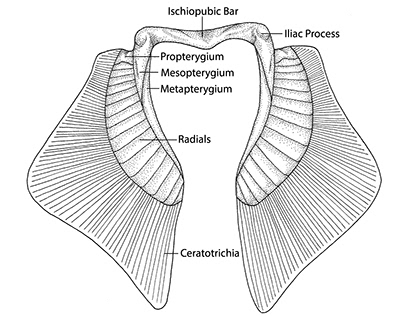 Ischiopubic Bar
Iliac Process
Propterygium
Mesopterygium
Metapterygium
Radials
Ceratotrichia